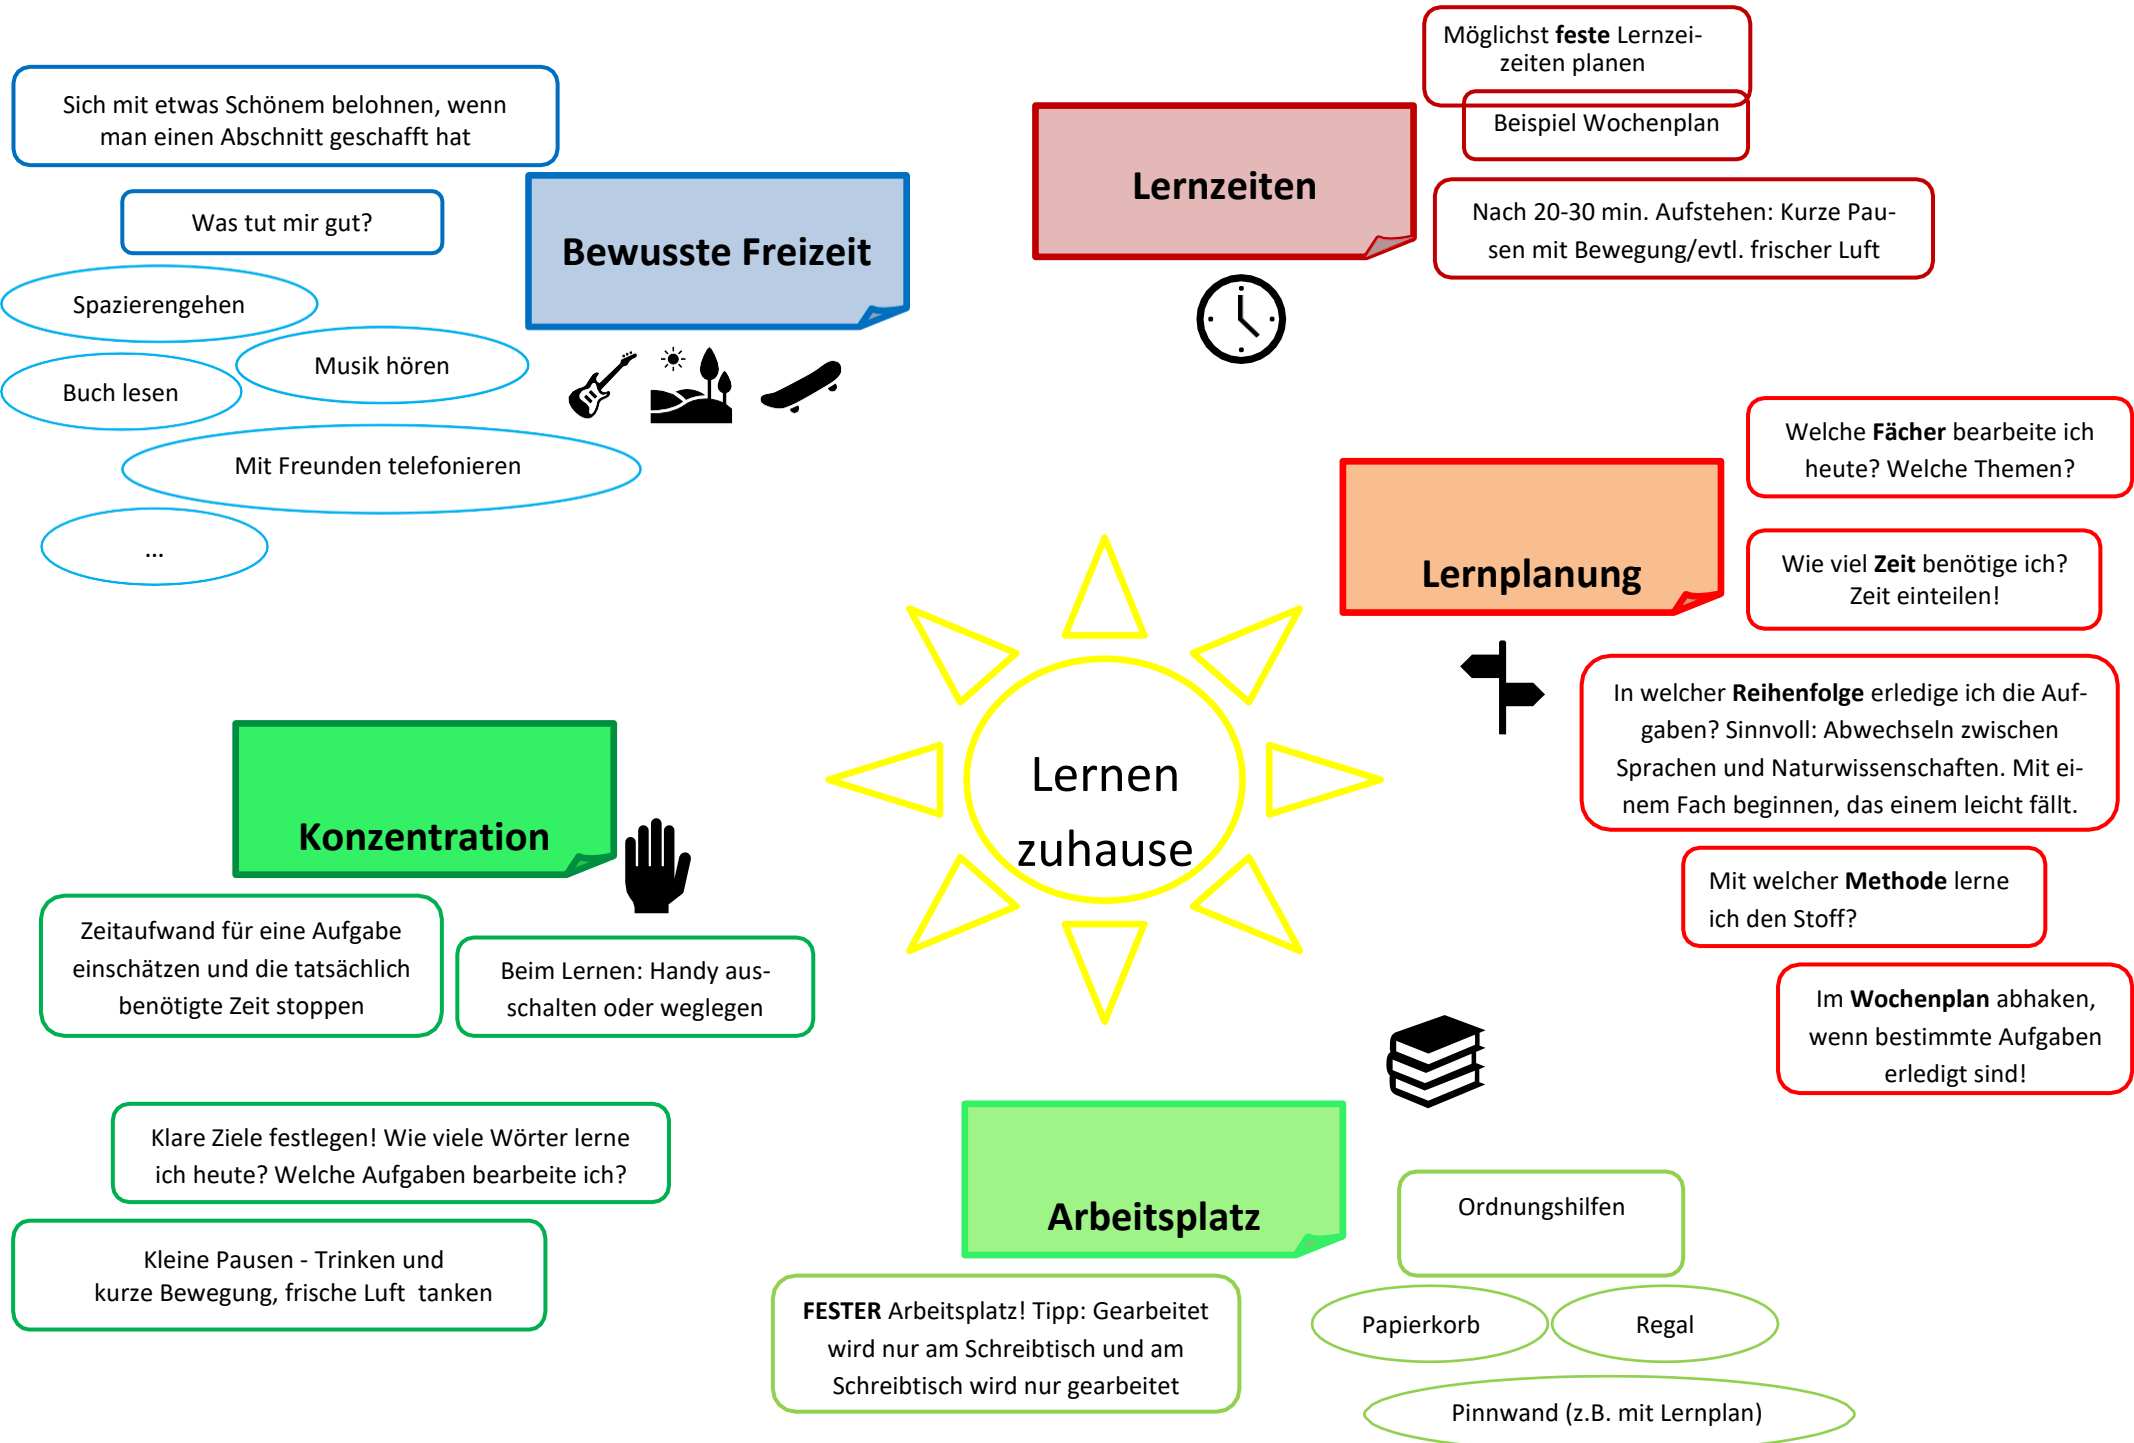 Möglichst feste Lernzei-
zeiten planen
Beispiel Wochenplan
Lernzeiten
Nach 20-30 min. Aufstehen: Kurze Pau-
sen mit Bewegung/evtl. frischer Luft
Sich mit etwas Schönem belohnen, wenn
man einen Abschnitt geschafft hat
Was tut mir gut?
Bewusste Freizeit
Spazierengehen
Musik hören
Buch lesen
Mit Freunden telefonieren
...
Welche Fächer bearbeite ich
heute? Welche Themen?
Lernplanung
Wie viel Zeit benötige ich?
Zeit einteilen!
In welcher Reihenfolge erledige ich die Auf-
gaben? Sinnvoll: Abwechseln zwischen
Sprachen und Naturwissenschaften. Mit ei-
nem Fach beginnen, das einem leicht fällt.
Mit welcher Methode lerne
ich den Stoff?
Im Wochenplan abhaken,
wenn bestimmte Aufgaben
erledigt sind!
Lernen
zuhause
Konzentration
Zeitaufwand für eine Aufgabe
einschätzen und die tatsächlich
benötigte Zeit stoppen
Beim Lernen: Handy aus-
schalten oder weglegen
Klare Ziele festlegen! Wie viele Wörter lerne
ich heute? Welche Aufgaben bearbeite ich?
Kleine Pausen - Trinken und
kurze Bewegung, frische Luft  tanken
Arbeitsplatz
FESTER Arbeitsplatz! Tipp: Gearbeitet
wird nur am Schreibtisch und am
Schreibtisch wird nur gearbeitet
Ordnungshilfen
Papierkorb
Regal
Pinnwand (z.B. mit Lernplan)